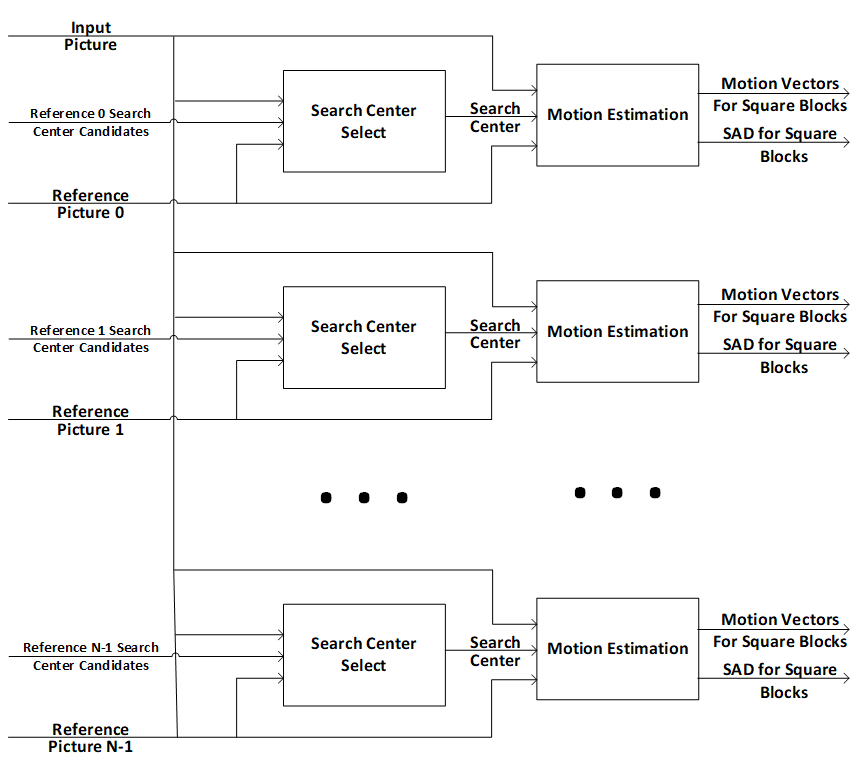 Input
Picture
Reference 0 Search
Center Candidates
Reference
Picture 0
Search Center
Select
Search
Center
Motion Estimation
Motion Vectors
For Square Blocks
SAD for Square
Blocks
Reference 1 Search
Center Candidates
Reference
Picture 1
Search Center
Select
Search
Center
Motion Estimation
Motion Vectors
For Square Blocks
SAD for Square
Blocks
Reference N-1 Search
Center Candidates
Reference
Picture N-1
Search Center
Select
Search
Center
Motion Estimation
Motion Vectors
For Square Blocks
SAD for Square
Blocks